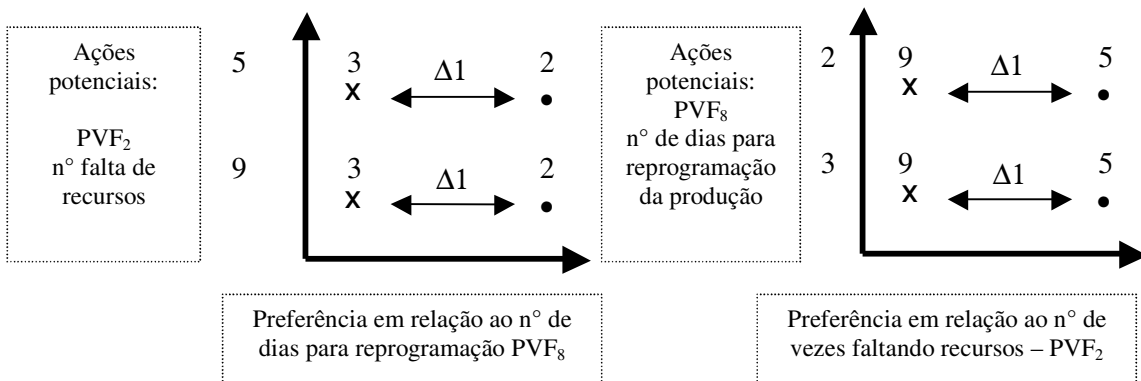 Ações
potenciais:
PVF₂
n° falta de
recursos
5
9
3
x
Δ1
2
3
x
Δ1
2
Preferência em relação ao n° de
dias para reprogramação PVF₈
Ações
potenciais:
PVF₈
n° de dias para
reprogramação
da produção
2
3
9
x
Δ1
5
9
x
Δ1
5
Preferência em relação ao n° de
vezes faltando recursos – PVF₂